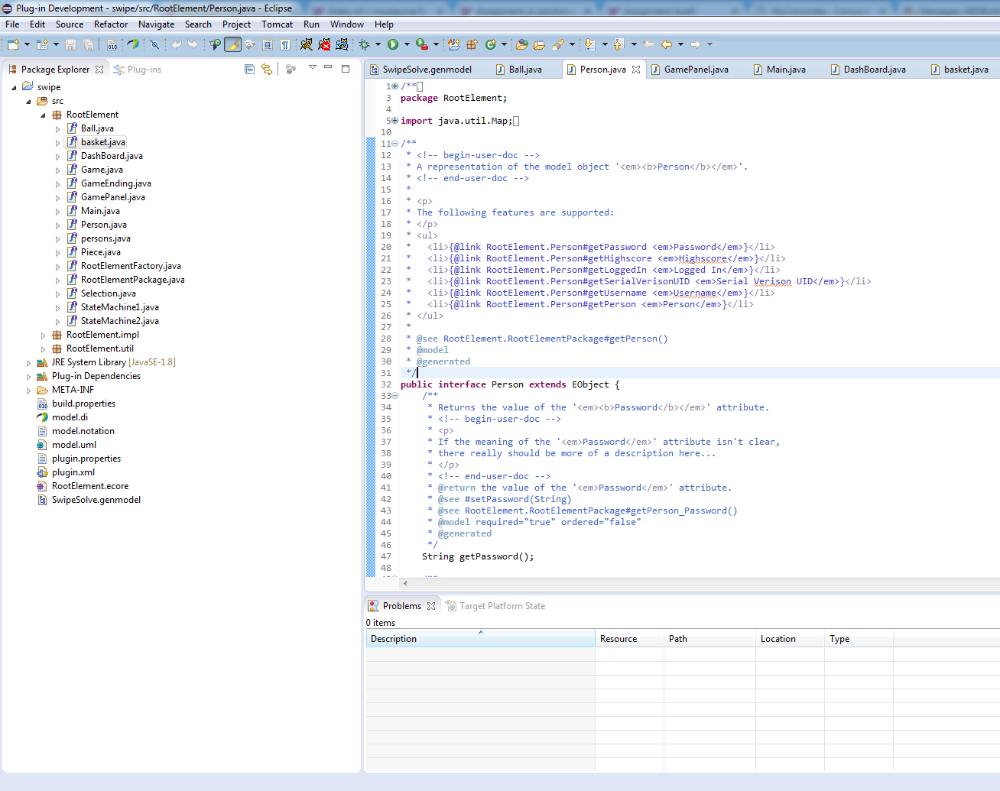 Plug-in Development - swipe/src/RootElement/Person.java - Eclipse
File Edit Source Refactor Navigate Search Project Tomcat Run Window Help
Package Explorer
Plug-ins
swipe
src
RootElement
Ball.java
basket.java
DashBoard.java
Game.java
GameEnding.java
GamePanel.java
Main.java
Person.java
persons.java
Piece.java
RootElementFactory.java
RootElementPackage.java
Selection.java
StateMachine1.java
StateMachine2.java
RootElement.impl
RootElement.util
JRE System Library [JavaSE-1.8]
Plug-in Dependencies
META-INF
build.properties
model.di
model.notation
model.uml
plugin.properties
plugin.xml
RootElement.ecore
SwipeSolve.genmodel
SwipeSolve.genmodel Ball.java Person.java GamePanel.java Main.java DashBoard.java basket.java
1 /**
3 package RootElement;
4
5 import java.util.Map;
10
11 /**
12 * <!-- begin-user-doc -->
13 * A representation of the model object '<em><b>Person</b></em>'.
14 * <!-- end-user-doc -->
15 *
16 * <p>
17 * The following features are supported:
18 * </p>
19 * <ul>
20 *   <li>{@link RootElement.Person#getPassword <em>Password</em>}</li>
21 *   <li>{@link RootElement.Person#getHighscore <em>Highscore</em>}</li>
22 *   <li>{@link RootElement.Person#getLoggedIn <em>Logged In</em>}</li>
23 *   <li>{@link RootElement.Person#getSerialVerisonUID <em>Serial Verison UID</em>}</li>
24 *   <li>{@link RootElement.Person#getUsername <em>Username</em>}</li>
25 *   <li>{@link RootElement.Person#getPerson <em>Person</em>}</li>
26 * </ul>
27 *
28 * @see RootElement.RootElementPackage#getPerson()
29 * @model
30 * @generated
31 */
32 public interface Person extends EObject {
33 /**
34 * Returns the value of the '<em><b>Password</b></em>' attribute.
35 * <!-- begin-user-doc -->
36 * <p>
37 * If the meaning of the '<em>Password</em>' attribute isn't clear,
38 * there really should be more of a description here...
39 * </p>
40 * <!-- end-user-doc -->
41 * @return the value of the '<em>Password</em>' attribute.
42 * @see #setPassword(String)
43 * @see RootElement.RootElementPackage#getPerson_Password()
44 * @model required="true" ordered="false"
45 * @generated
46 */
47 String getPassword();
48
Problems
Target Platform State
0 items
Description Resource Path Location Type